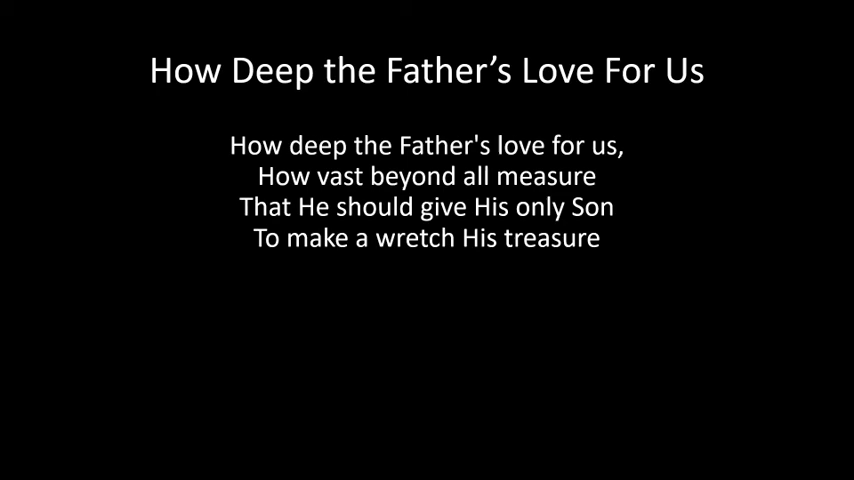 How Deep the Father’s Love For Us
How deep the Father's love for us,
How vast beyond all measure
That He should give His only Son
To make a wretch His treasure